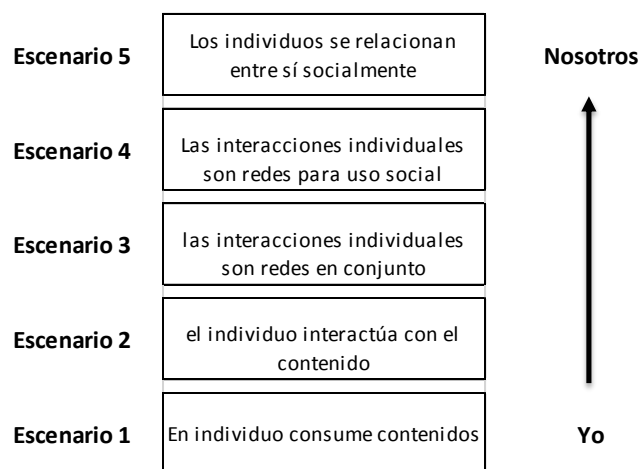 Escenario 5
Los individuos se relacionan
entre sí socialmente
Nosotros
Escenario 4
Las interacciones individuales
son redes para uso social
Escenario 3
las interacciones individuales
son redes en conjunto
Escenario 2
el individuo interactúa con el
contenido
Escenario 1
En individuo consume contenidos
Yo